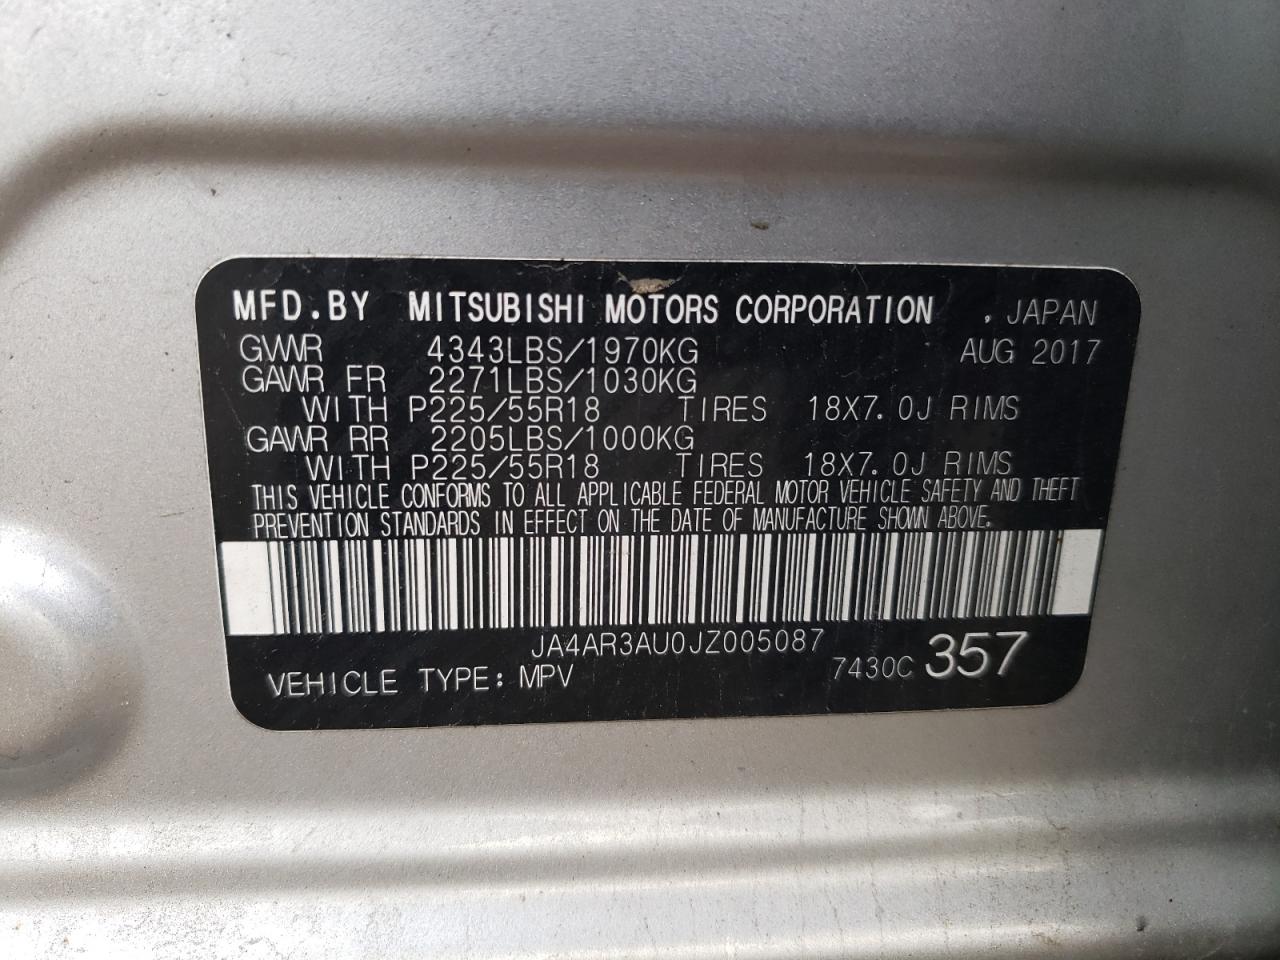 MFD.BY MITSUBISHI MOTORS CORPORATION . JAPAN
GVWR 4343LBS/1970KG AUG 2017
GAWR FR 2271LBS/1030KG
WITH P225/55R18 TIRES 18X7.0J RIMS
GAWR RR 2205LBS/1000KG
WITH P225/55R18 TIRES 18X7.0J RIMS
THIS VEHICLE CONFORMS TO ALL APPLICABLE FEDERAL MOTOR VEHICLE SAFETY AND THEFT
PREVENTION STANDARDS IN EFFECT ON THE DATE OF MANUFACTURE SHOWN ABOVE.
JA4AR3AU0JZ005087
VEHICLE TYPE: MPV 7430C 357